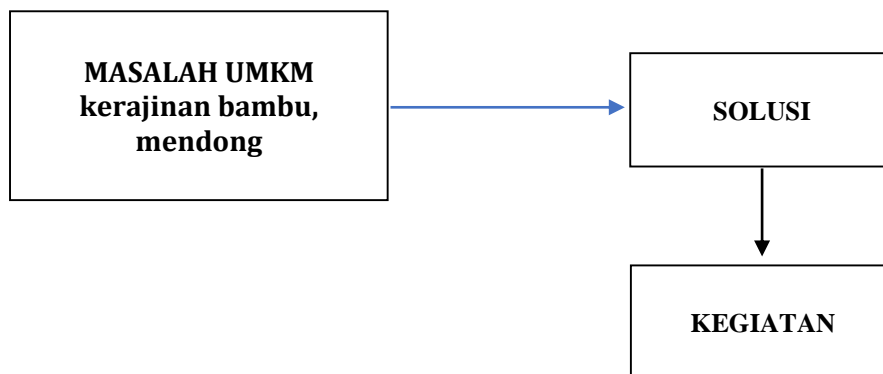 MASALAH UMKM
kerajinan bambu,
mendong
SOLUSI
KEGIATAN